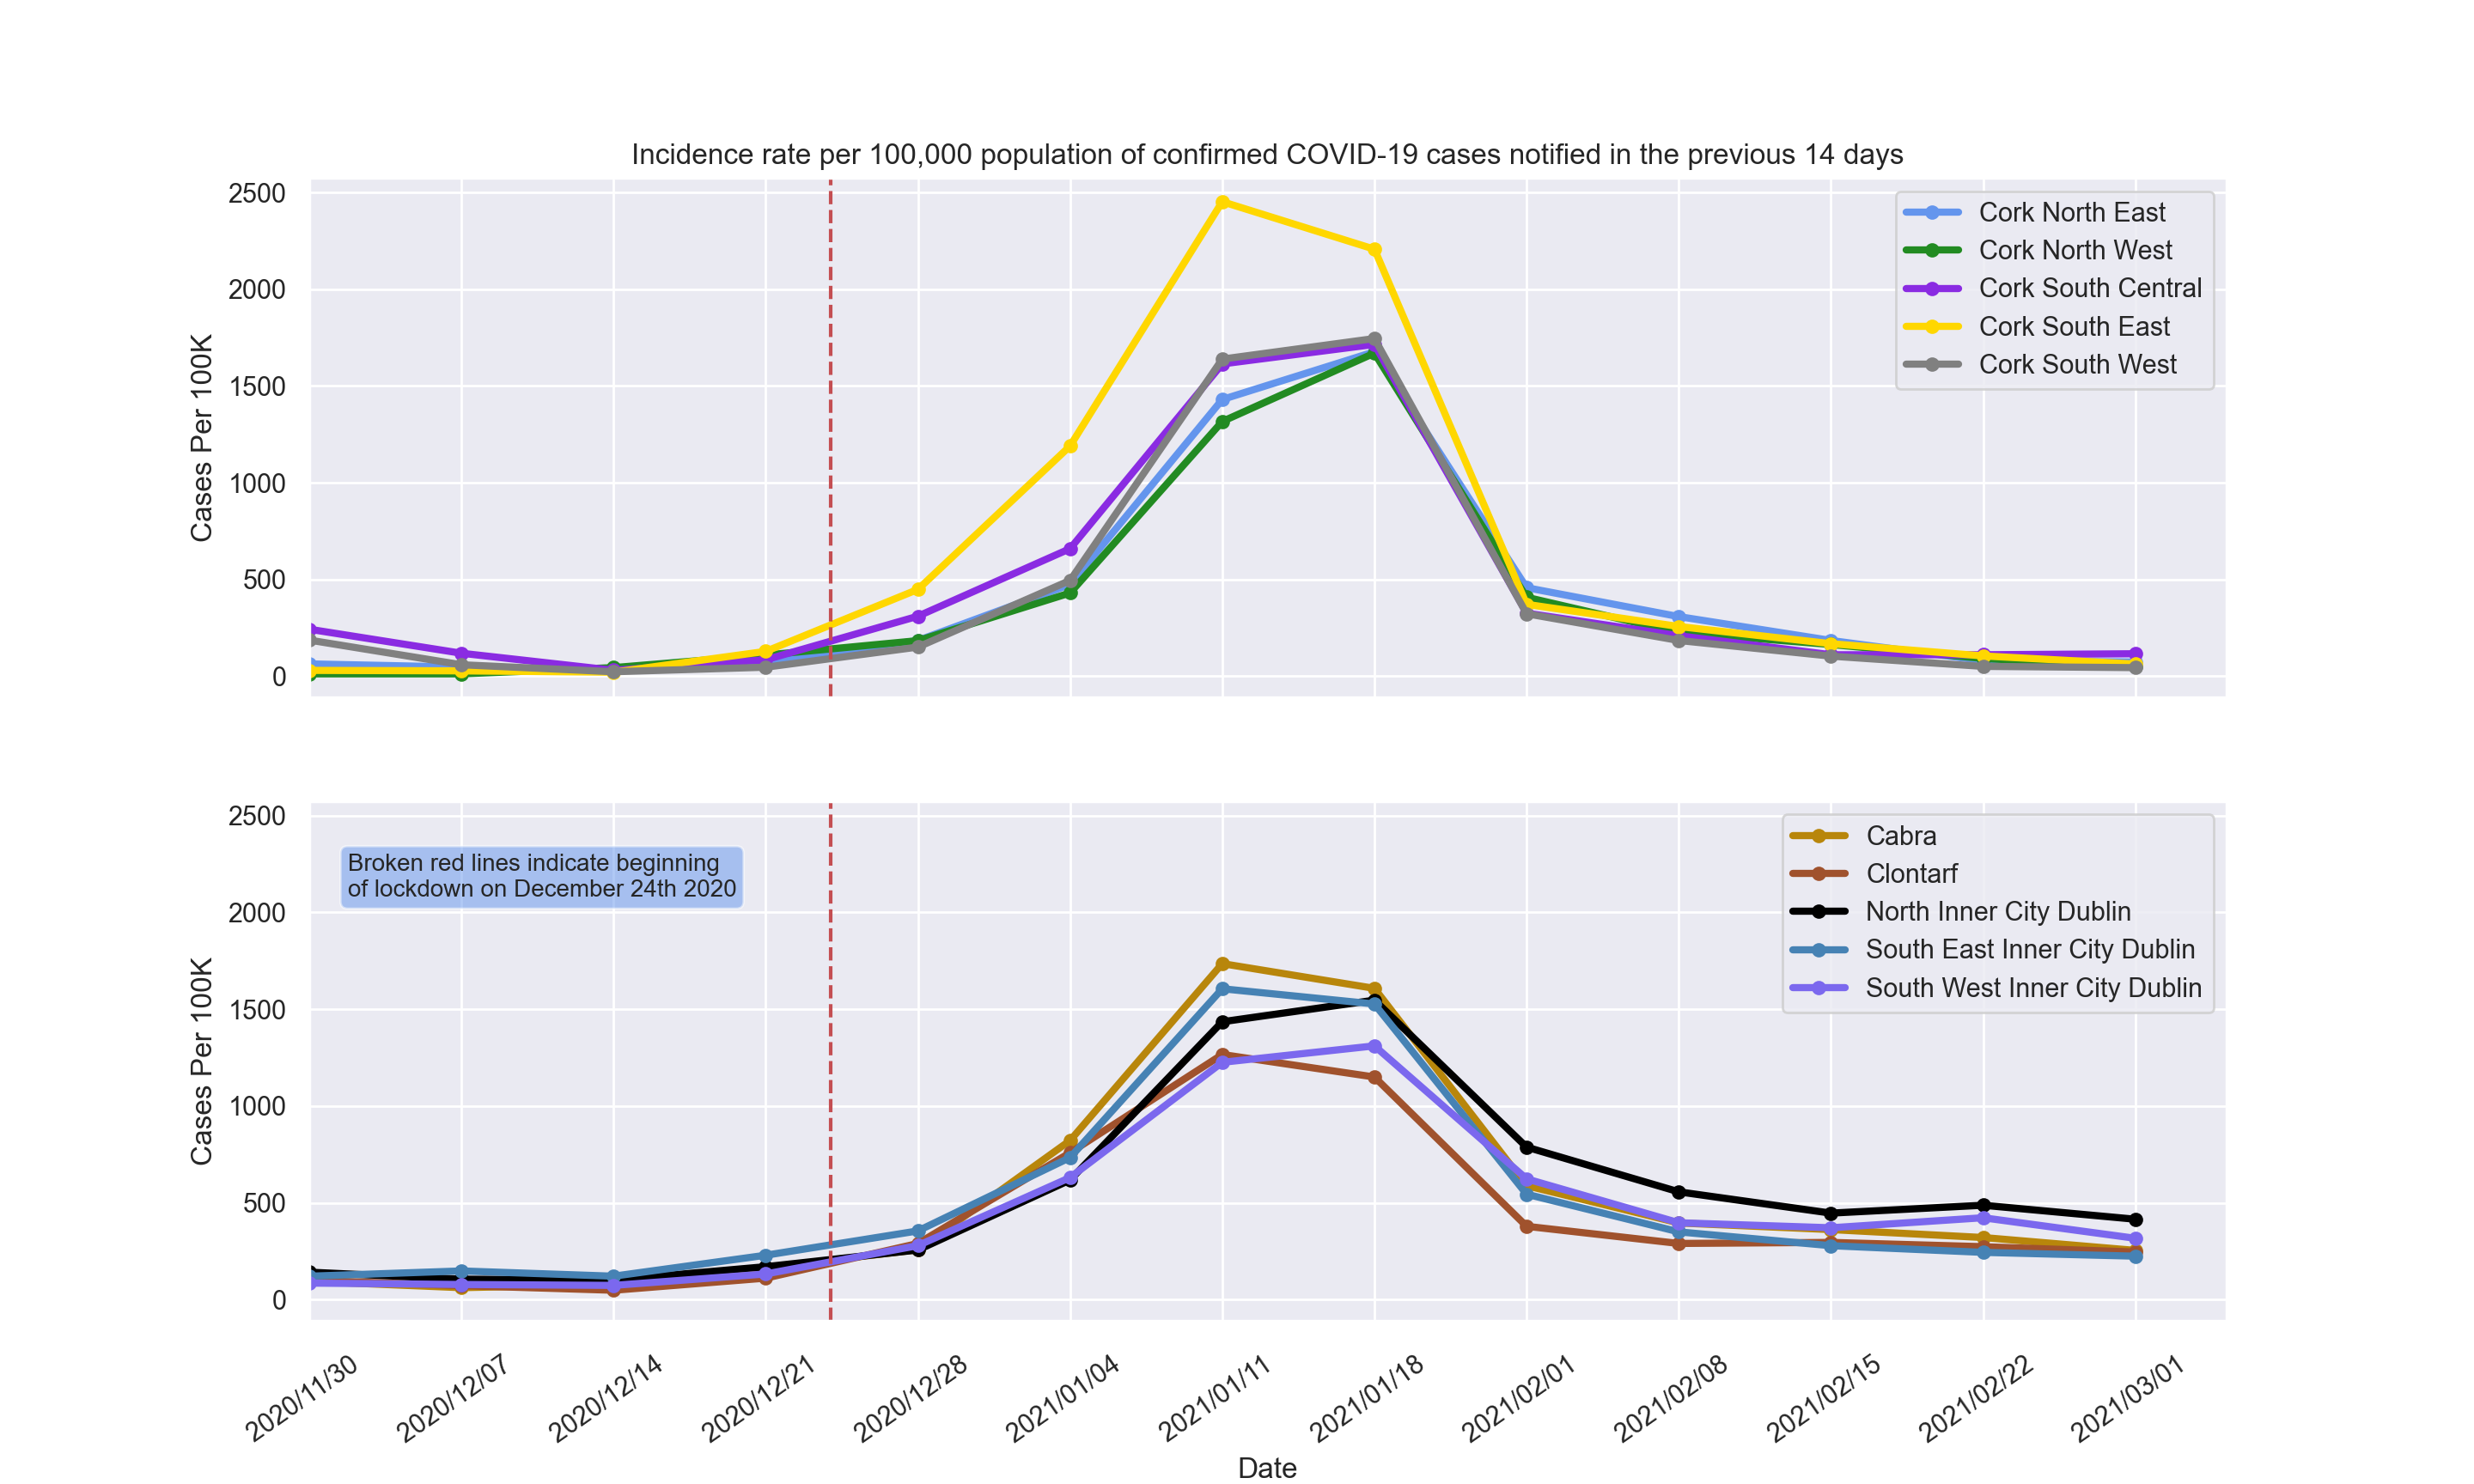 Incidence rate per 100,000 population of confirmed COVID-19 cases notified in the previous 14 days
Cases Per 100K
2500
2000
1500
1000
500
0
Cork North East
Cork North West
Cork South Central
Cork South East
Cork South West
Cases Per 100K
2500
2000
1500
1000
500
0
Broken red lines indicate beginning
of lockdown on December 24th 2020
Cabra
Clontarf
North Inner City Dublin
South East Inner City Dublin
South West Inner City Dublin
2020/11/30
2020/12/07
2020/12/14
2020/12/21
2020/12/28
2021/01/04
2021/01/11
2021/01/18
2021/02/01
2021/02/08
2021/02/15
2021/02/22
2021/03/01
Date